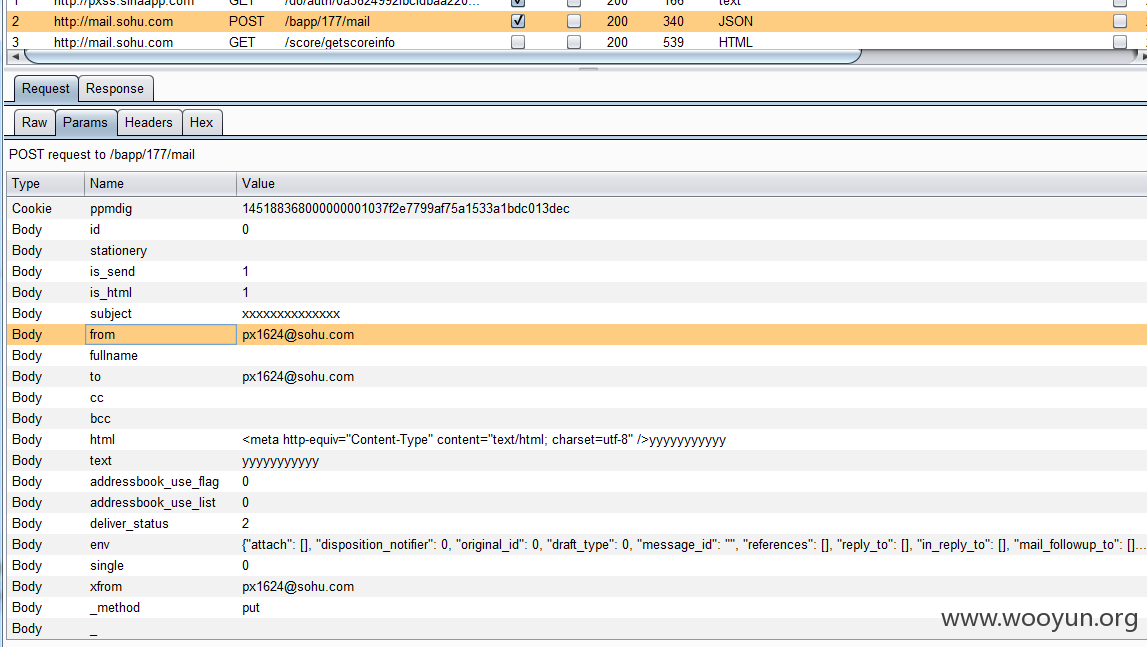 1 http://pxss.sinaapp.com GET 200 166 text
2 http://mail.sohu.com POST /bapp/177/mail 200 340 JSON
3 http://mail.sohu.com GET /score/getscoreinfo 200 539 HTML
Request Response
Raw Params Headers Hex
POST request to /bapp/177/mail
Type Name Value
Cookie ppmdig 145188368000000001037f2e7799af75a1533a1bdc013dec
Body id 0
Body stationery
Body is_send 1
Body is_html 1
Body subject xxxxxxxxxxxxxx
Body from px1624@sohu.com
Body fullname
Body to px1624@sohu.com
Body cc
Body bcc
Body html <meta http-equiv="Content-Type" content="text/html; charset=utf-8" />yyyyyyyyyyy
Body text yyyyyyyyyyy
Body addressbook_use_flag 0
Body addressbook_use_list 0
Body deliver_status 2
Body env {"attach": [], "disposition_notifier": 0, "original_id": 0, "draft_type": 0, "message_id": "", "references": [], "reply_to": [], "in_reply_to": [], "mail_followup_to": []...
Body single 0
Body xfrom px1624@sohu.com
Body _method put
Body _
www.wooyun.org